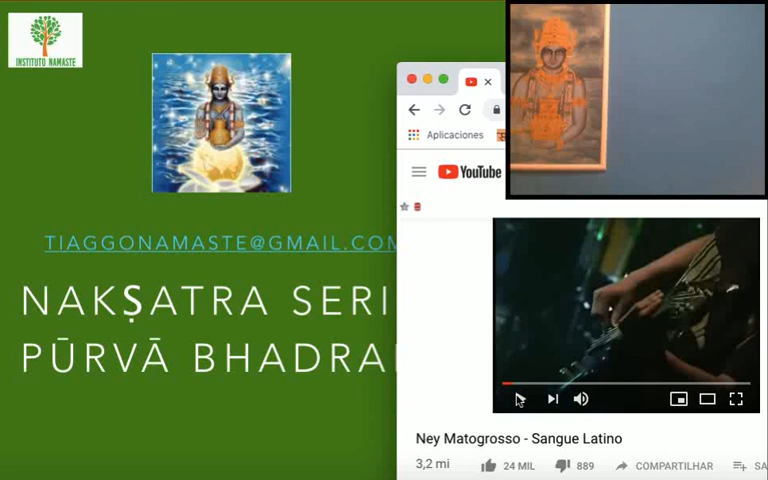 INSTITUTO NAMASTE
TIAGGONAMASTE@GMAIL.COM
NAKṢATRA SERI
PŪRVĀ BHADRA
Aplicaciones
YouTube
Ney Matogrosso - Sangue Latino
3,2 mi
24 MIL
889
COMPARTILHAR
SA